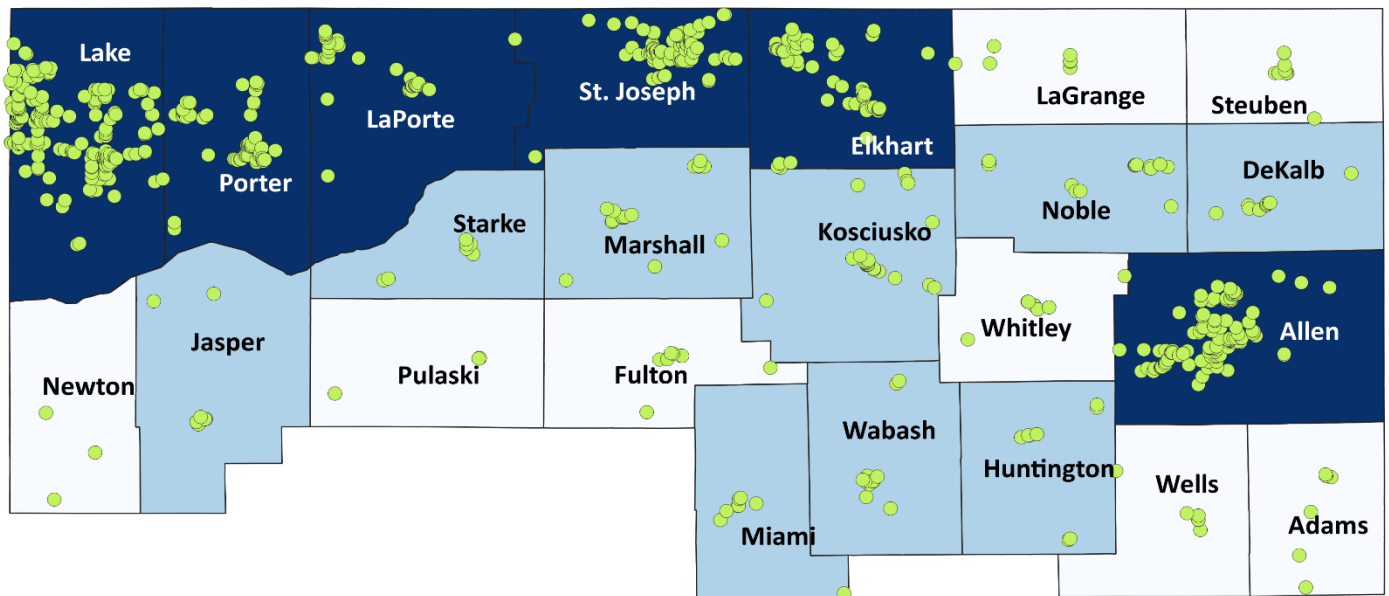 Lake
St. Joseph
LaPorte
LaGrange
Steuben
Elkhart
Porter
DeKalb
Noble
Starke
Marshall
Kosciusko
Jasper
Whitley
Allen
Newton
Pulaski
Fulton
Wabash
Huntington
Wells
Miami
Adams